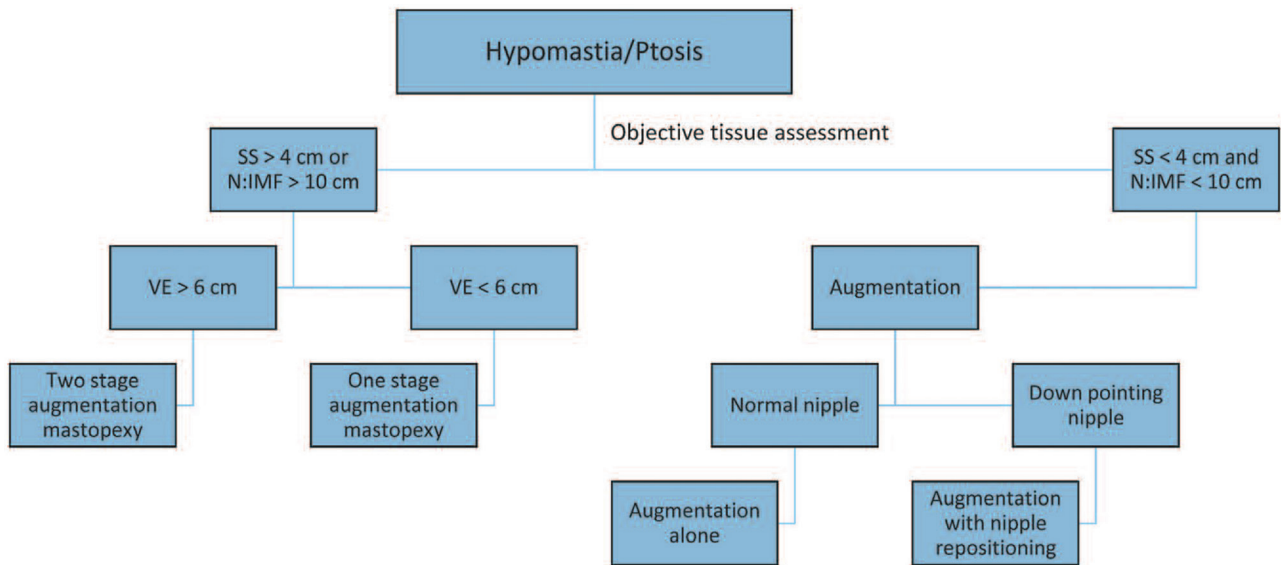 Hypomastia/Ptosis
Objective tissue assessment
SS > 4 cm or
N:IMF > 10 cm
SS < 4 cm and
N:IMF < 10 cm
VE > 6 cm
VE < 6 cm
Augmentation
Two stage
augmentation
mastopexy
One stage
augmentation
mastopexy
Normal nipple
Down pointing
nipple
Augmentation
alone
Augmentation
with nipple
repositioning